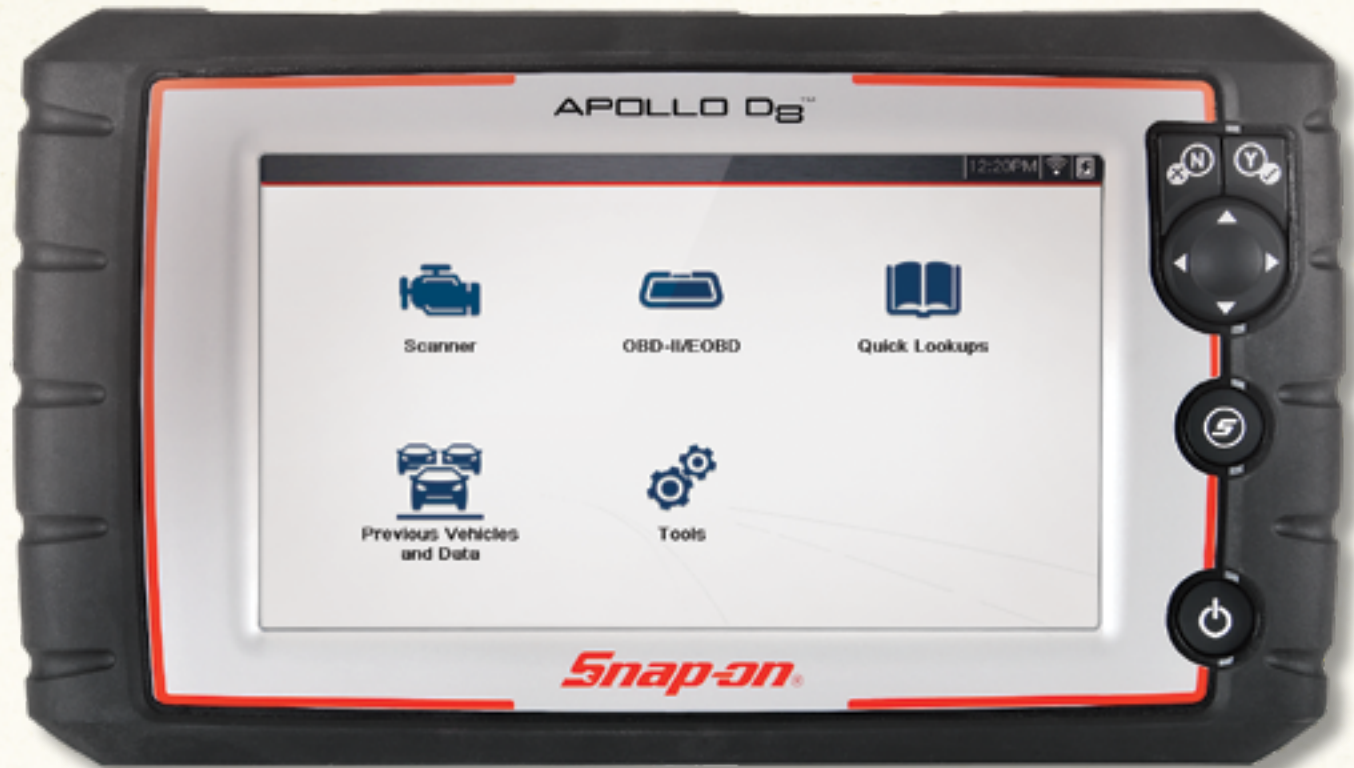 APOLLO D8™
12:20PM
N Y
Scanner
OBD-II/EOBD
Quick Lookups
Previous Vehicles
and Data
Tools
S
Snap-on®